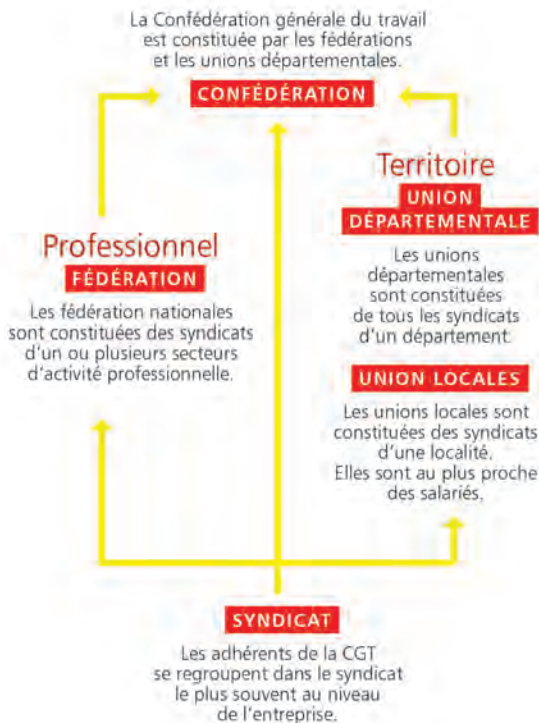 La Confédération générale du travail
est constituée par les fédérations
et les unions départementales.
CONFÉDÉRATION
Territoire
UNION
DÉPARTEMENTALE
Les unions
départementales
sont constituées
de tous les syndicats
d'un département.
Professionnel
FÉDÉRATION
Les fédération nationales
sont constituées des syndicats
d'un ou plusieurs secteurs
d'activité professionnelle.
UNION LOCALES
Les unions locales sont
constituées des syndicats
d'une localité.
Elles sont au plus proche
des salariés.
SYNDICAT
Les adhérents de la CGT
se regroupent dans le syndicat
le plus souvent au niveau
de l'entreprise.